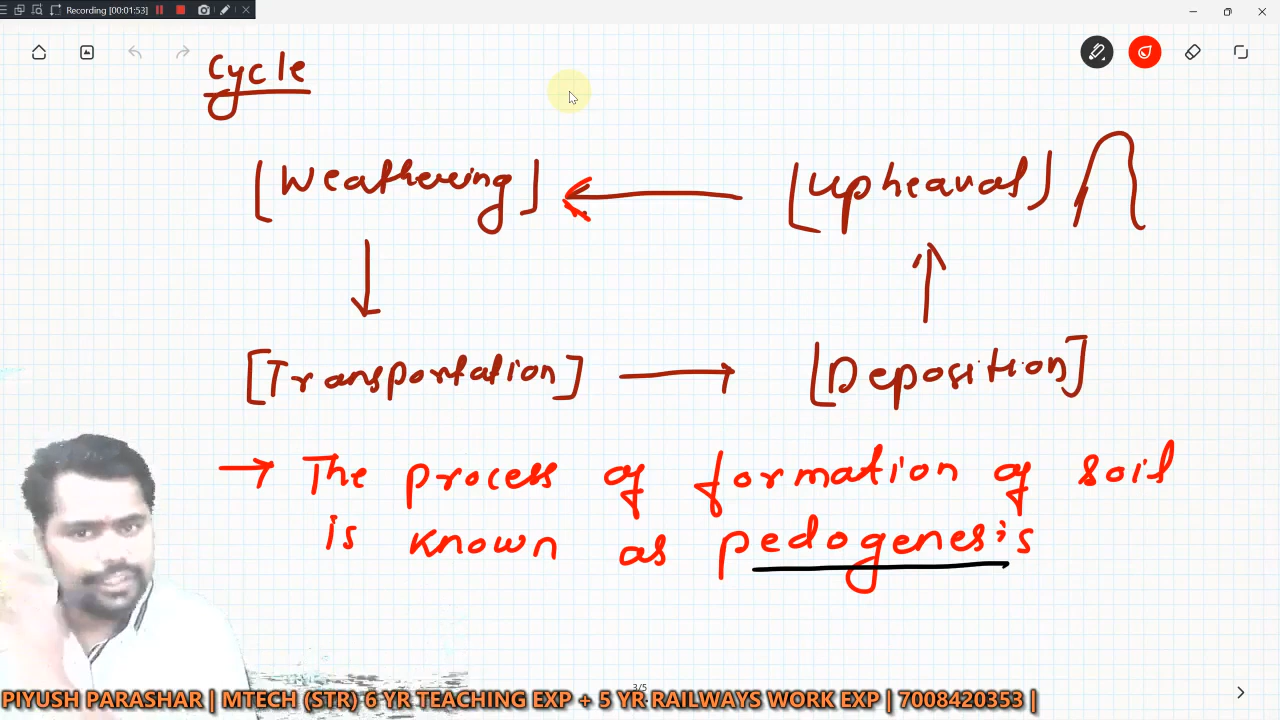 Recording [00:01:53]
Cycle
[Weathering] [Upheaval]
[Transportation] [Deposition]
→ The process of formation of soil
is known as pedogenesis
3/5
PIYUSH PARASHAR | MTECH (STR) 6 YR TEACHING EXP + 5 YR RAILWAYS WORK EXP | 7008420353 |